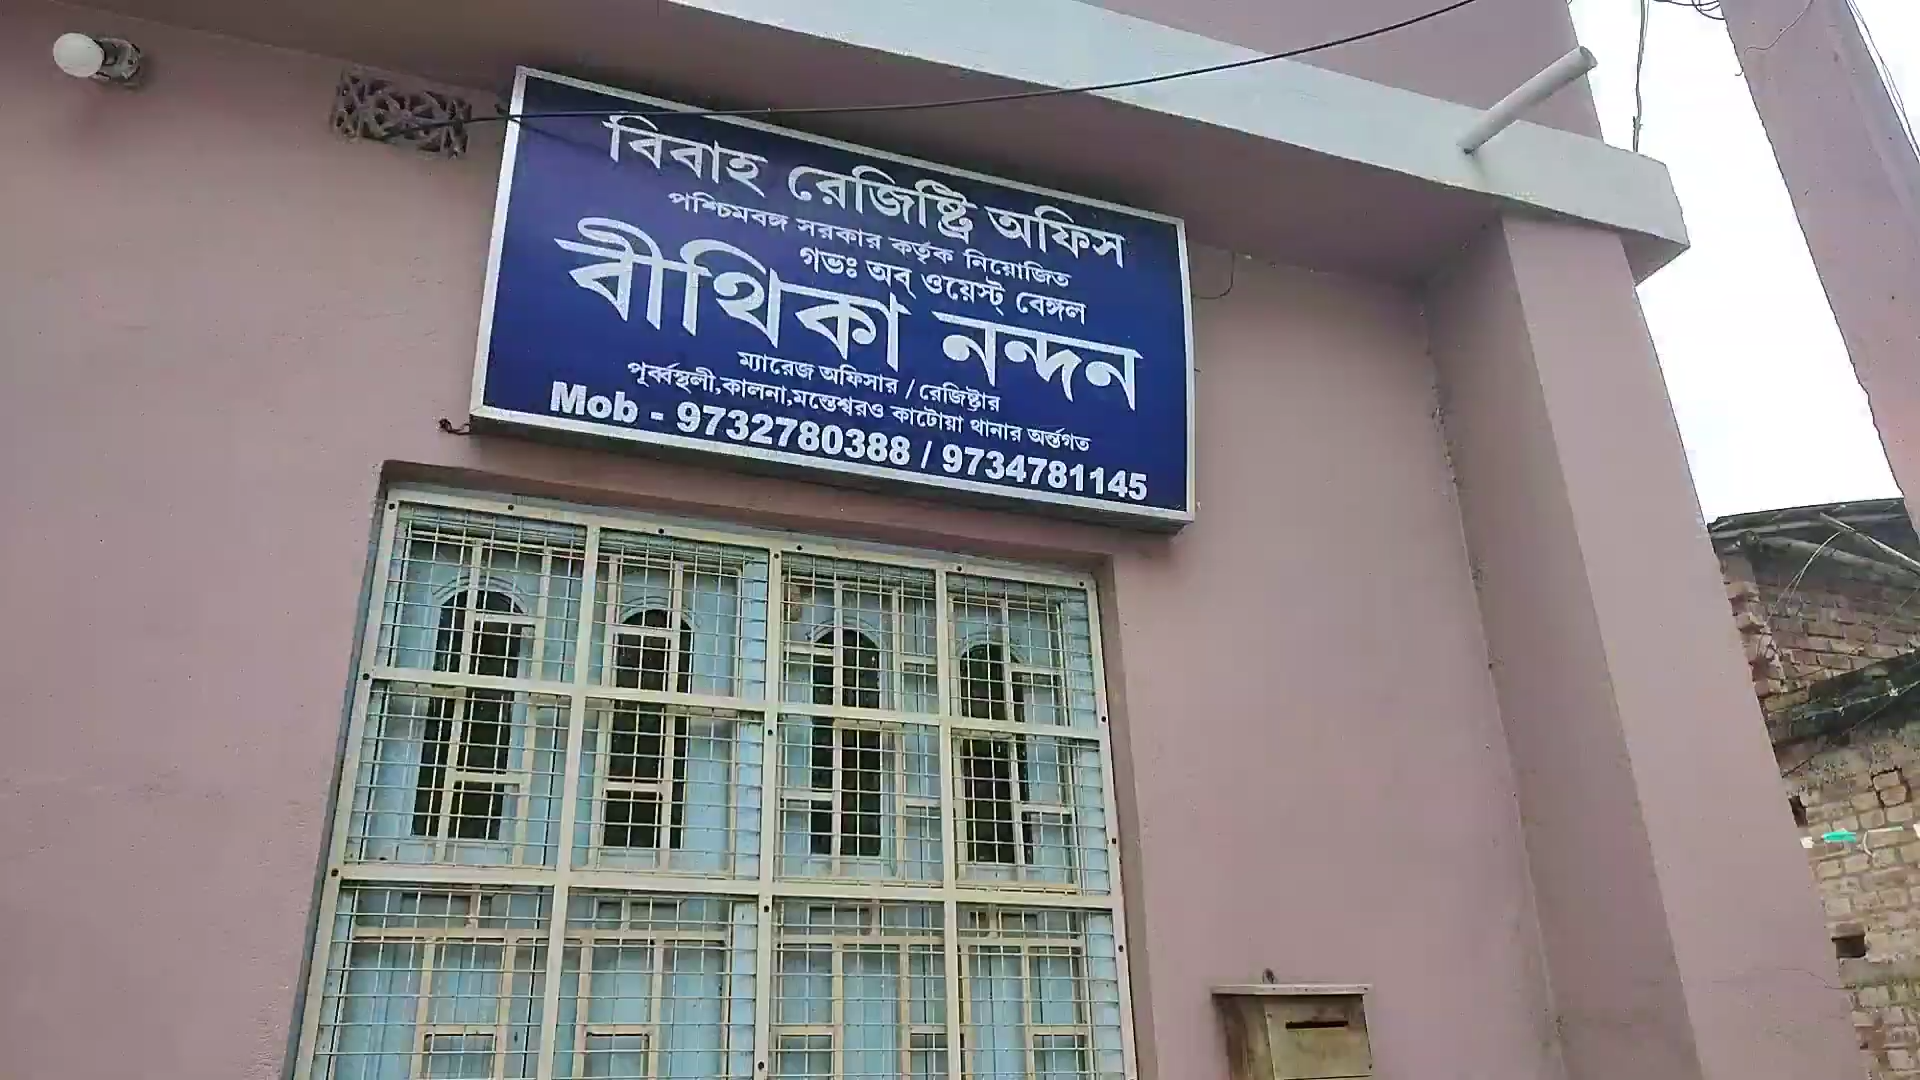 বিবাহ রেজিষ্ট্রি অফিস
পশ্চিমবঙ্গ সরকার কর্তৃক নিয়োজিত
গভঃ অব্ ওয়েস্ট্ বেঙ্গল
বীথিকা নন্দন
ম্যারেজ অফিসার / রেজিষ্ট্রার
পূর্ব্বস্থলী,কালনা,মন্তেশ্বরও কাটোয়া থানার অর্ন্তগত
Mob - 9732780388 / 9734781145